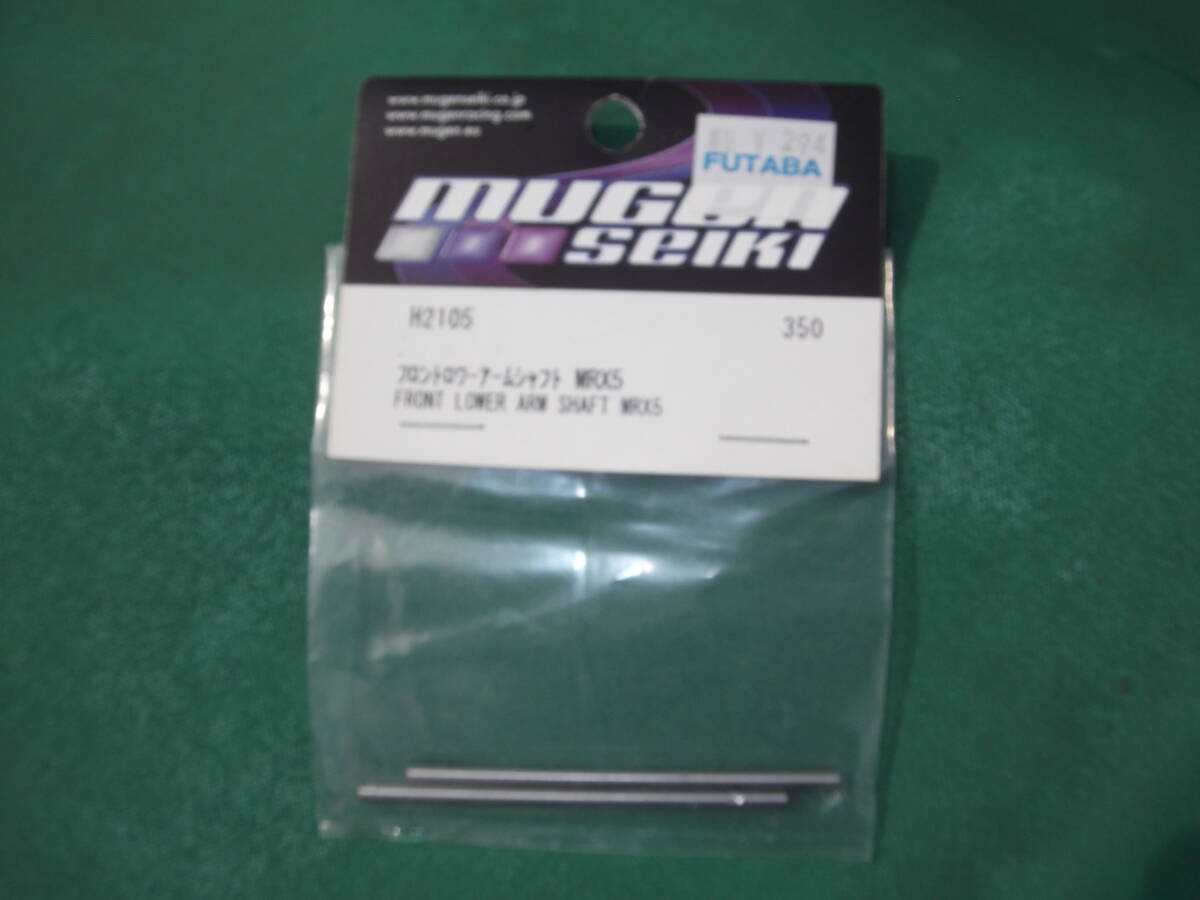 www.mugenseiki.co.jp
www.mugenracing.com
www.mugen.eu
¥ 294
FUTABA
mugen
seiki
H2105
350
フロントロワーアームシャフト MRX5
FRONT LOWER ARM SHAFT MRX5